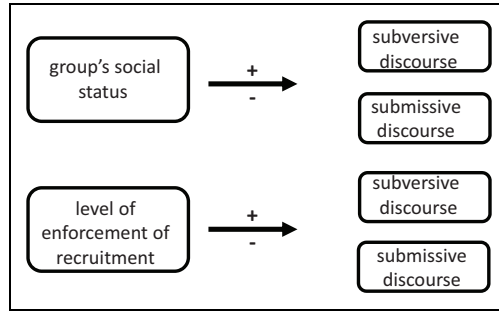 group's social
status
+
-
subversive
discourse
submissive
discourse
level of
enforcement of
recruitment
+
-
subversive
discourse
submissive
discourse